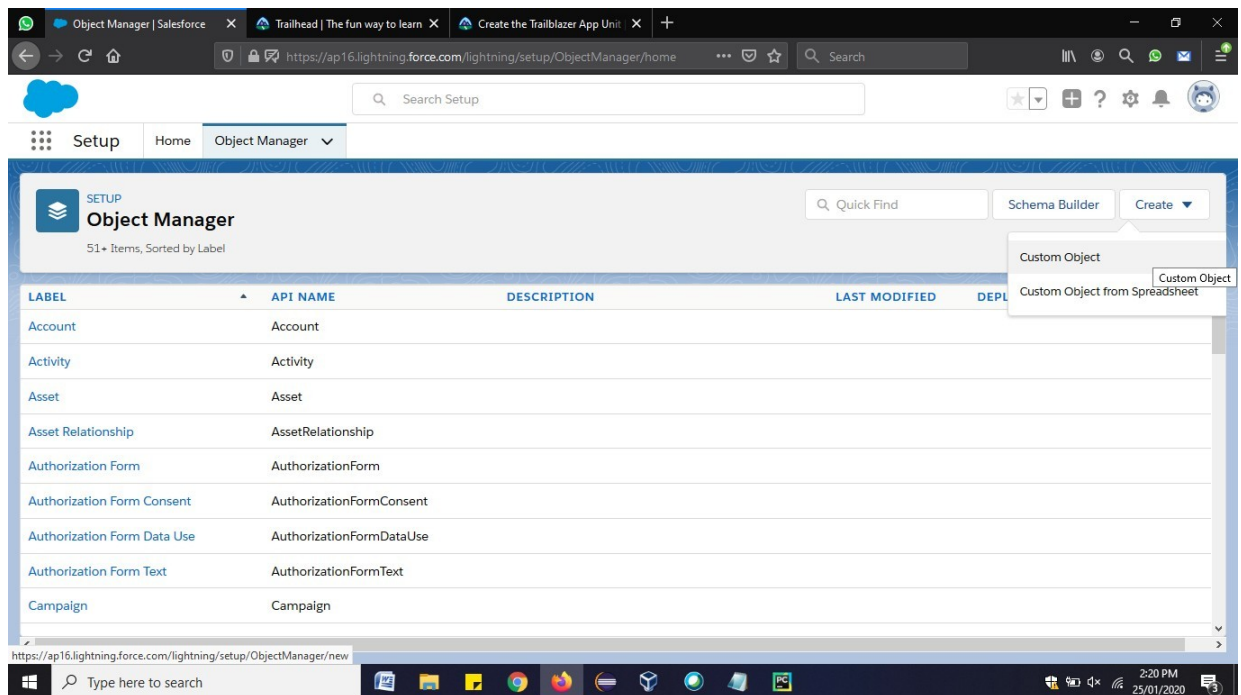 Object Manager | Salesforce
Trailhead | The fun way to learn
Create the Trailblazer App Unit
https://ap16.lightning.force.com/lightning/setup/ObjectManager/home
Search
Search Setup
Setup Home Object Manager
SETUP
Object Manager
51+ Items, Sorted by Label
Quick Find
Schema Builder
Create
Custom Object
Custom Object
Custom Object from Spreadsheet
LABEL API NAME DESCRIPTION LAST MODIFIED DEPL
Account Account
Activity Activity
Asset Asset
Asset Relationship AssetRelationship
Authorization Form AuthorizationForm
Authorization Form Consent AuthorizationFormConsent
Authorization Form Data Use AuthorizationFormDataUse
Authorization Form Text AuthorizationFormText
Campaign Campaign
https://ap16.lightning.force.com/lightning/setup/ObjectManager/new
Type here to search
PC
2:20 PM
25/01/2020
3